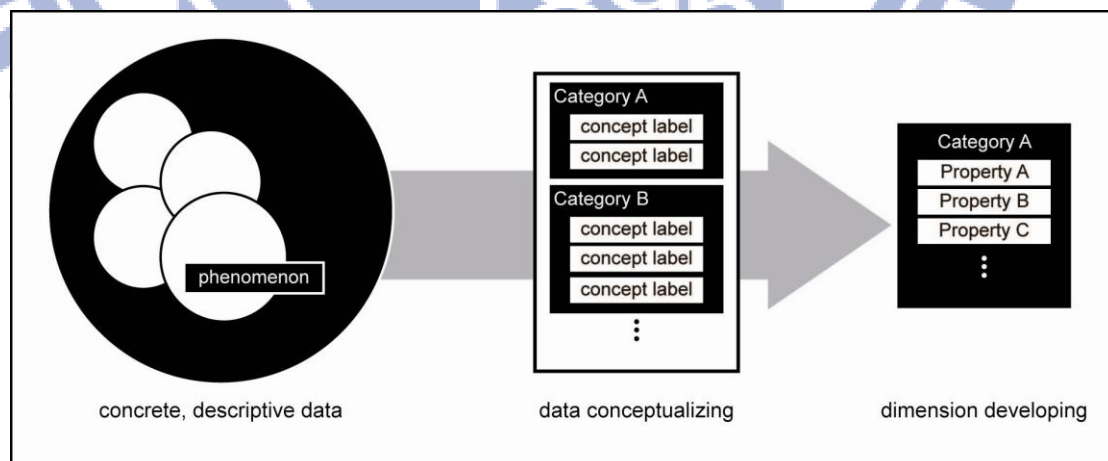 phenomenon
concrete, descriptive data
Category A
concept label
concept label
Category B
concept label
concept label
concept label
data conceptualizing
Category A
Property A
Property B
Property C
dimension developing